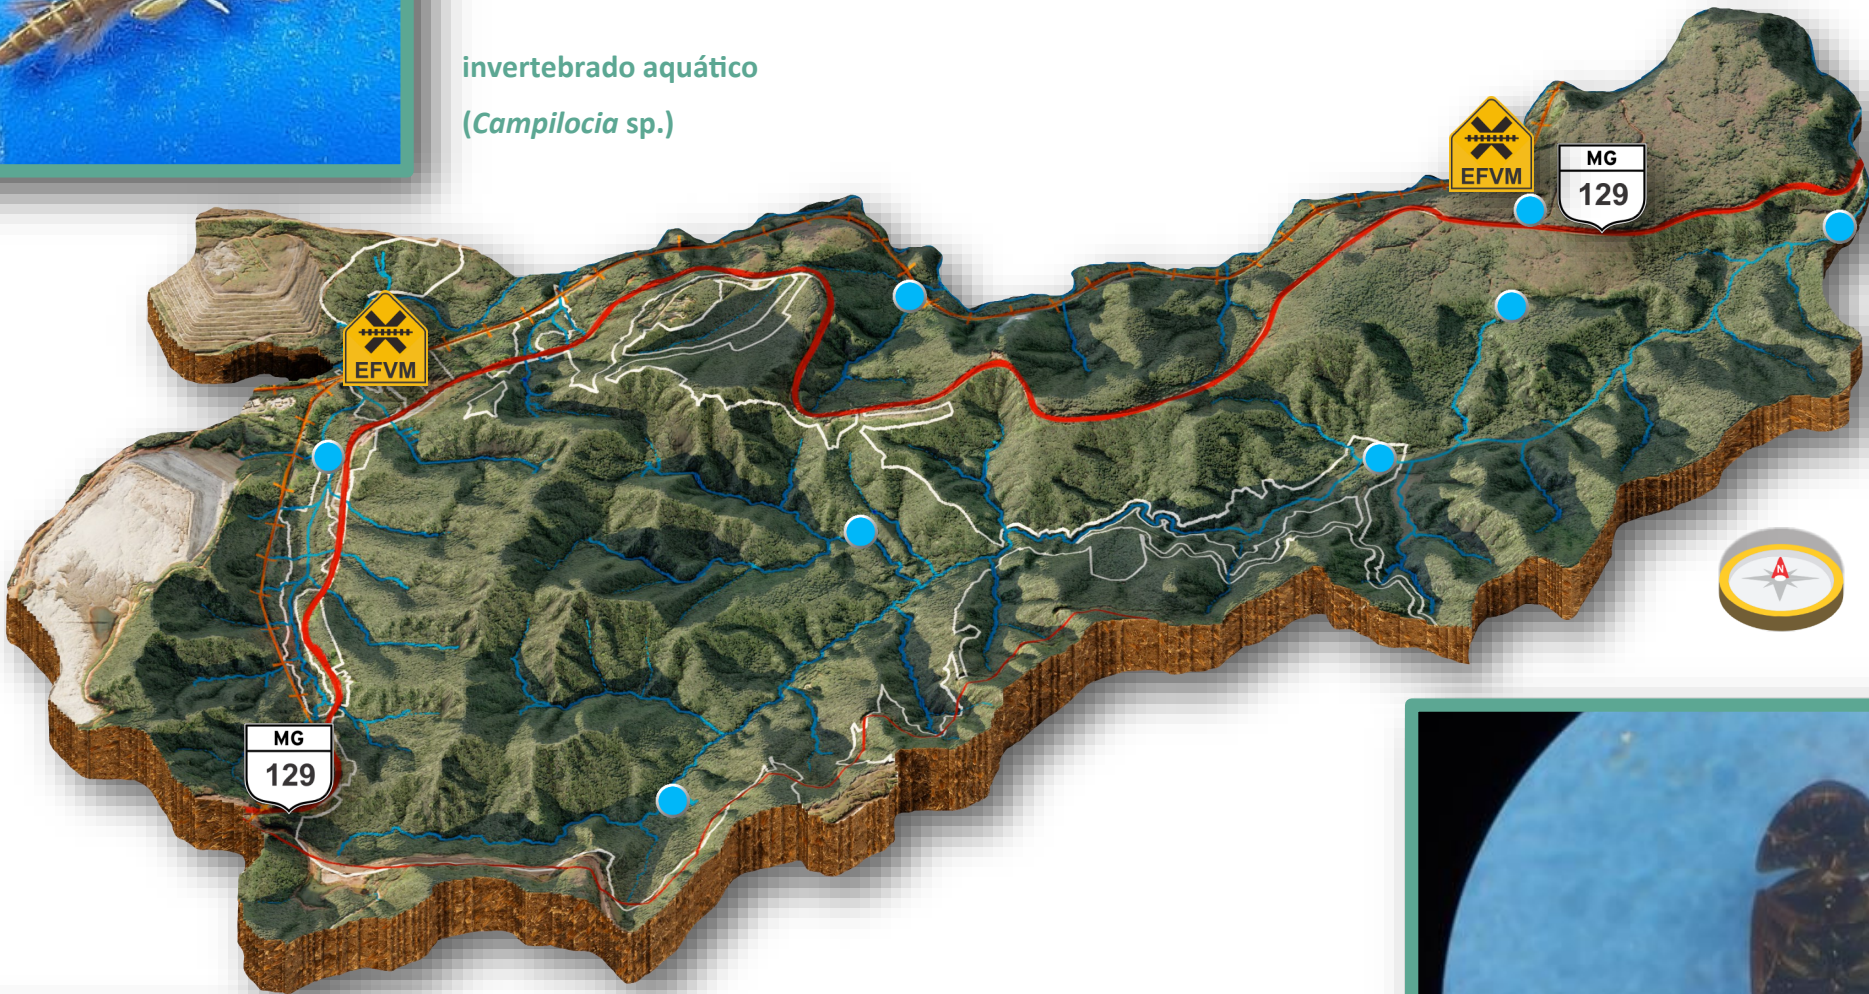 invertebrado aquático
(Campilocia sp.)
EFVM
MG
129
EFVM
N
MG
129